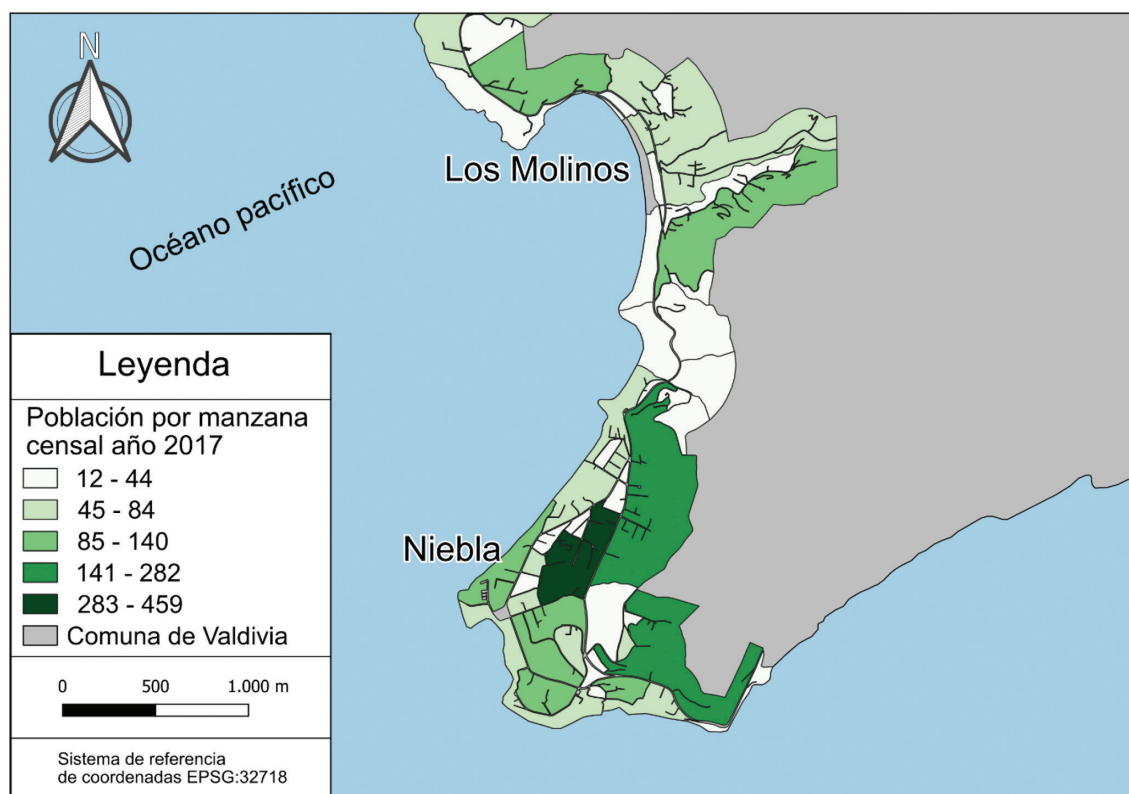 N
Los Molinos
Océano pacífico
Niebla
Leyenda
Población por manzana
censal año 2017
12 - 44
45 - 84
85 - 140
141 - 282
283 - 459
Comuna de Valdivia
0 500 1.000 m
Sistema de referencia
de coordenadas EPSG:32718